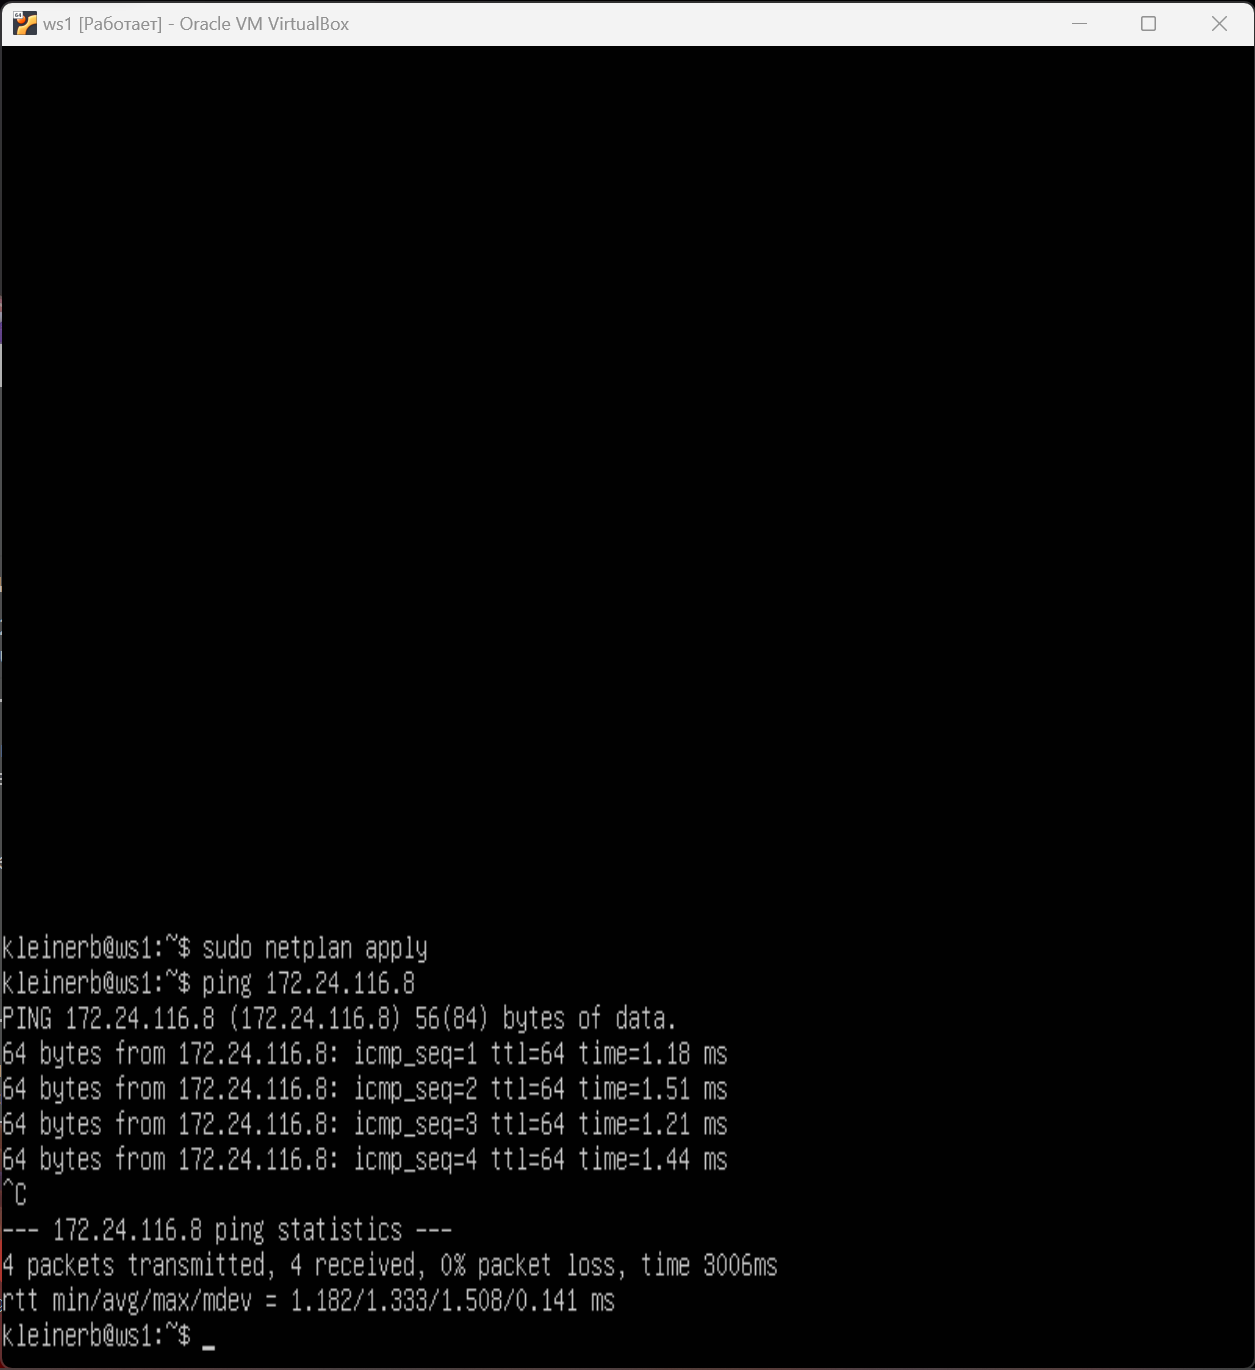 ws1 [Работает] - Oracle VM VirtualBox
kleinerb@ws1:~$ sudo netplan apply
kleinerb@ws1:~$ ping 172.24.116.8
PING 172.24.116.8 (172.24.116.8) 56(84) bytes of data.
64 bytes from 172.24.116.8: icmp_seq=1 ttl=64 time=1.18 ms
64 bytes from 172.24.116.8: icmp_seq=2 ttl=64 time=1.51 ms
64 bytes from 172.24.116.8: icmp_seq=3 ttl=64 time=1.21 ms
64 bytes from 172.24.116.8: icmp_seq=4 ttl=64 time=1.44 ms
^C
--- 172.24.116.8 ping statistics ---
4 packets transmitted, 4 received, 0% packet loss, time 3006ms
rtt min/avg/max/mdev = 1.182/1.333/1.508/0.141 ms
kleinerb@ws1:~$ _